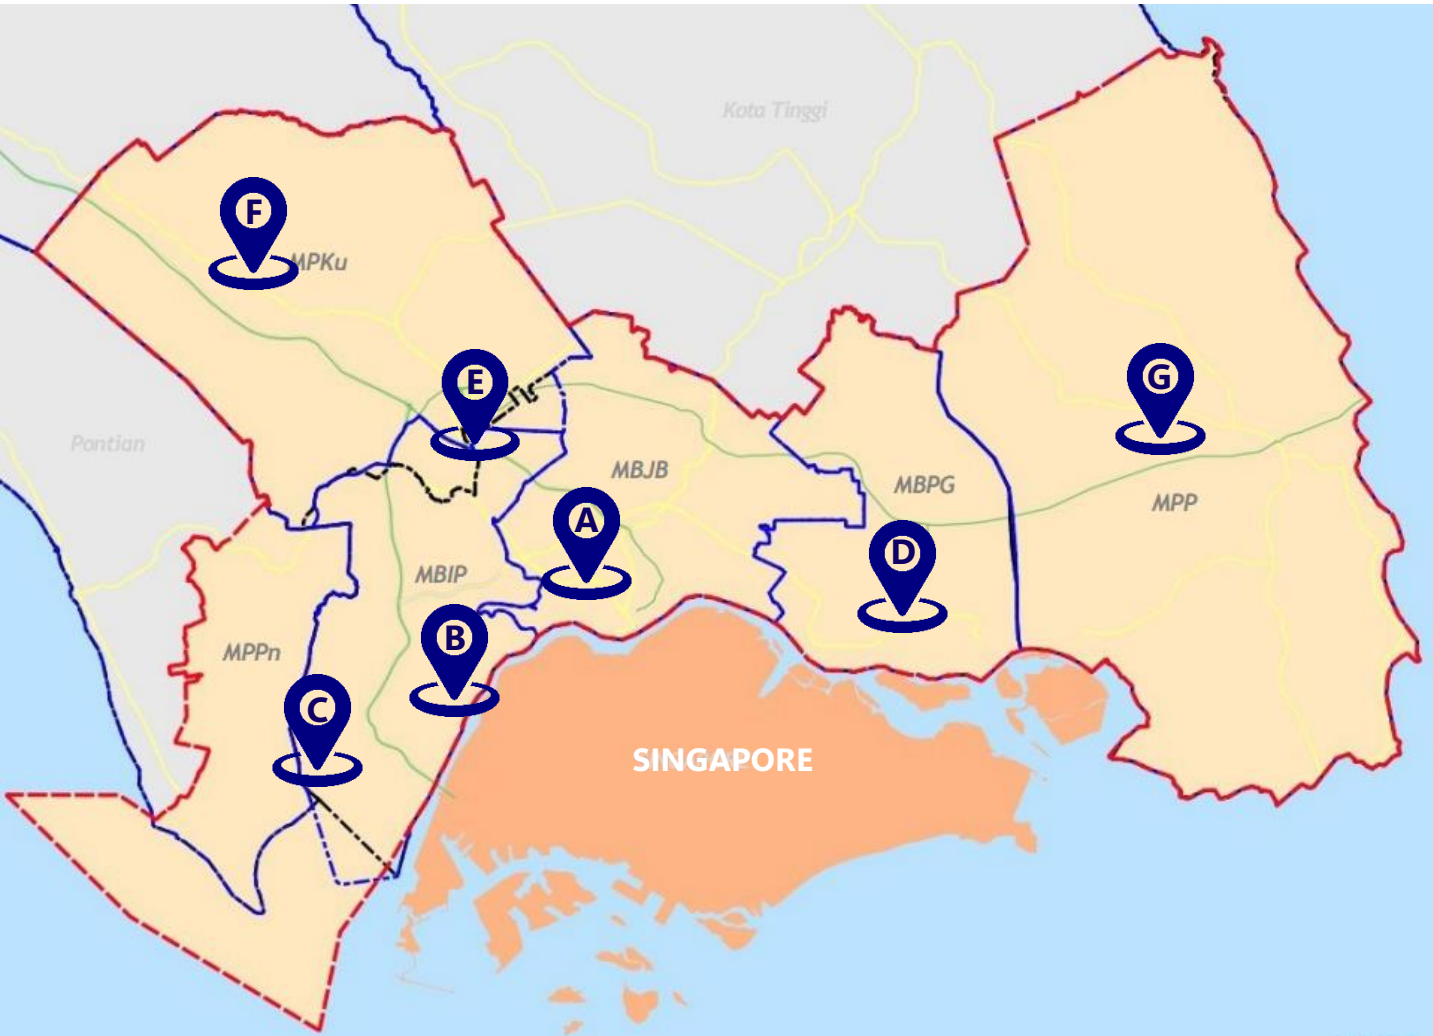 Kota Tinggi
F
MPKu
E
G
Pontian
MBJB
MBPG
MPP
A
D
MBIP
B
MPPn
C
SINGAPORE